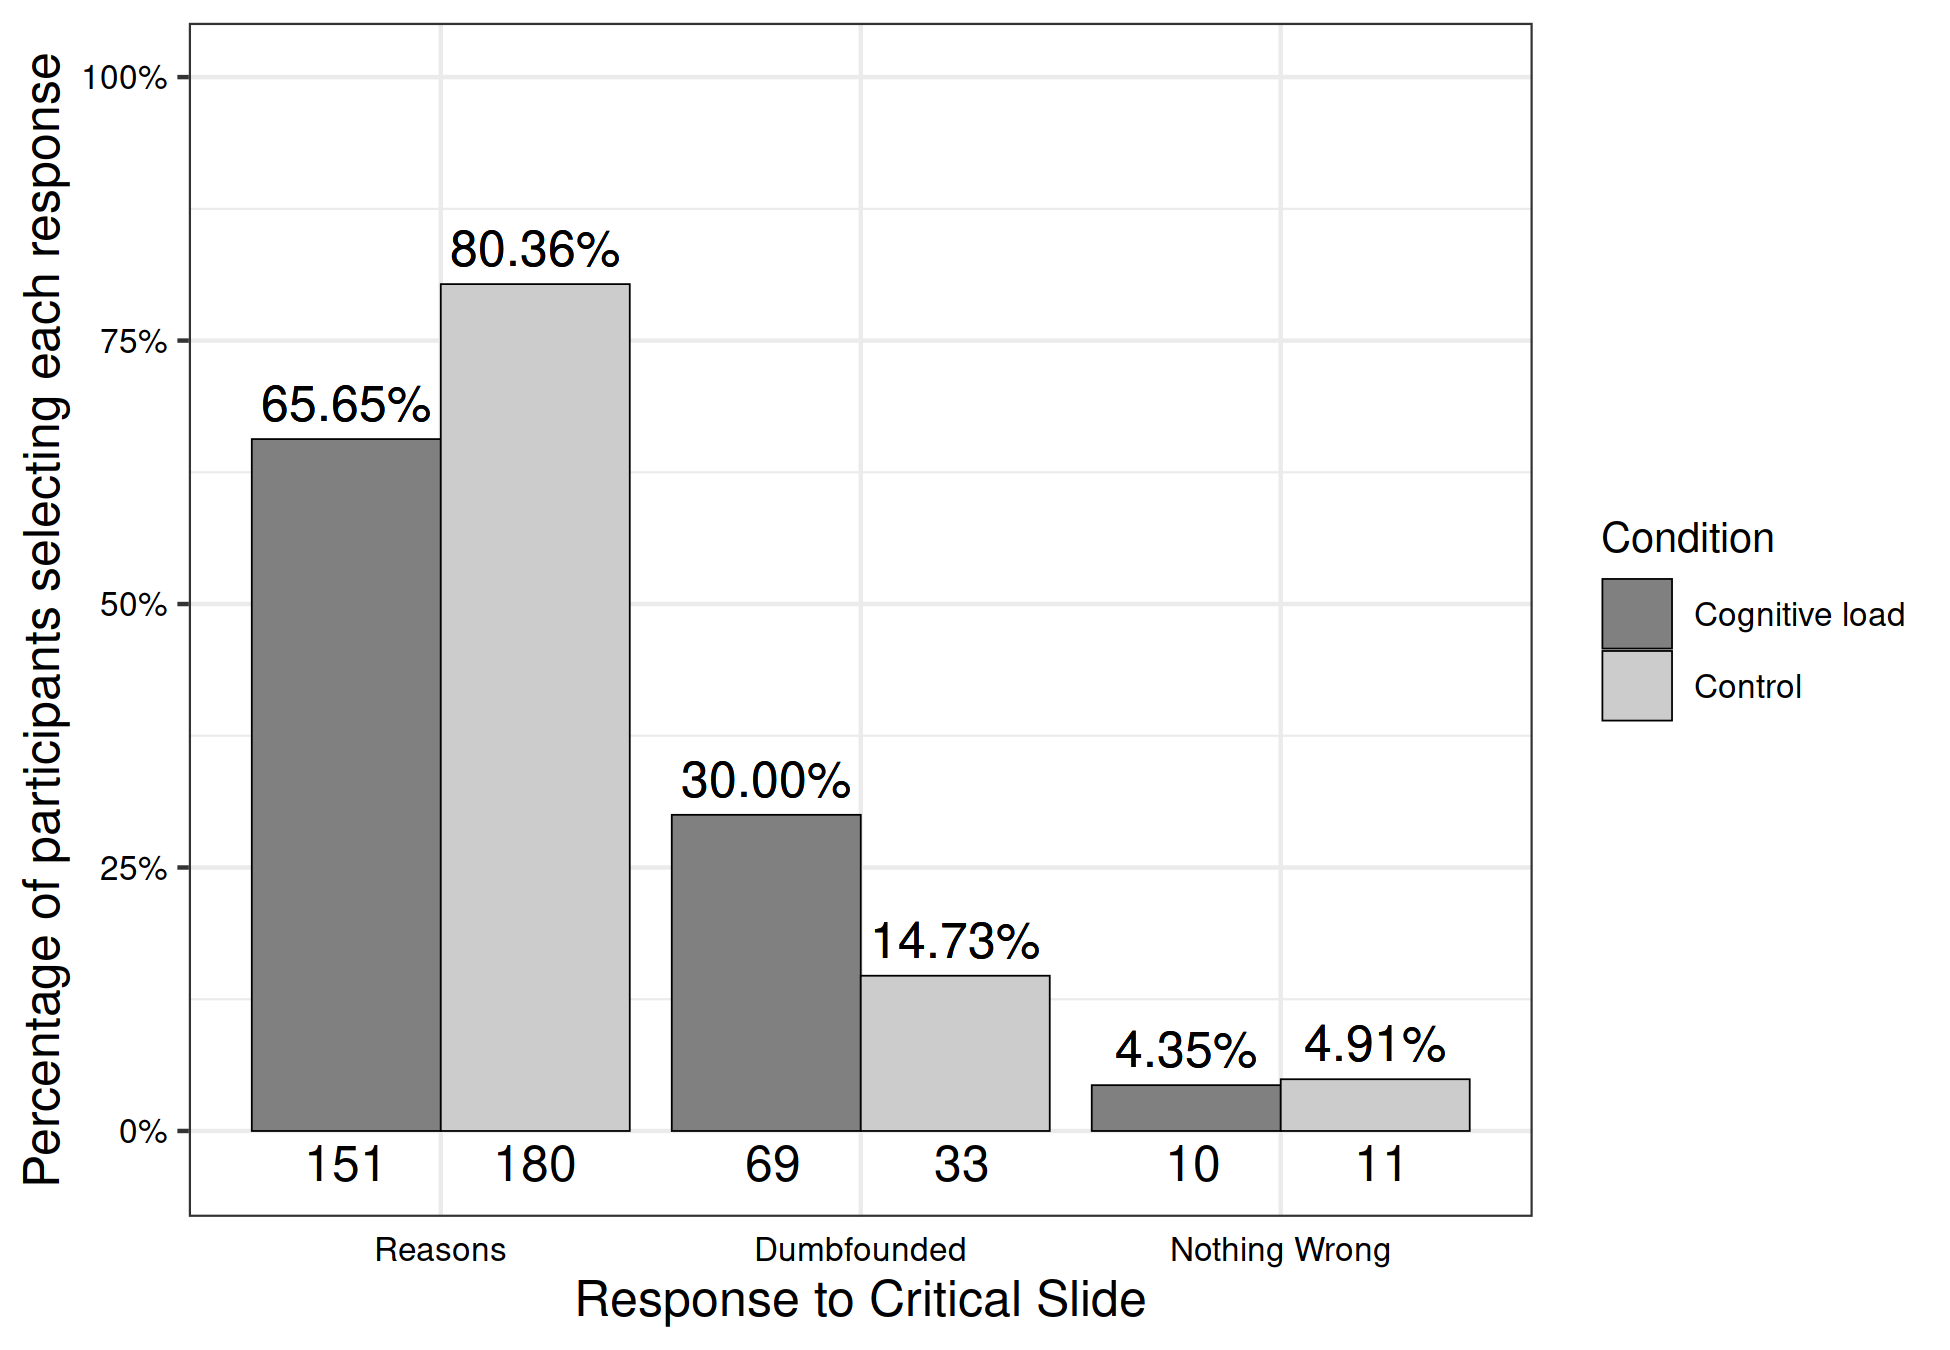 Percentage of participants selecting each response
100%
75%
50%
25%
0%
65.65%
80.36%
30.00%
14.73%
4.35%
4.91%
151
180
69
33
10
11
Reasons
Dumbfounded
Nothing Wrong
Response to Critical Slide
Condition
Cognitive load
Control